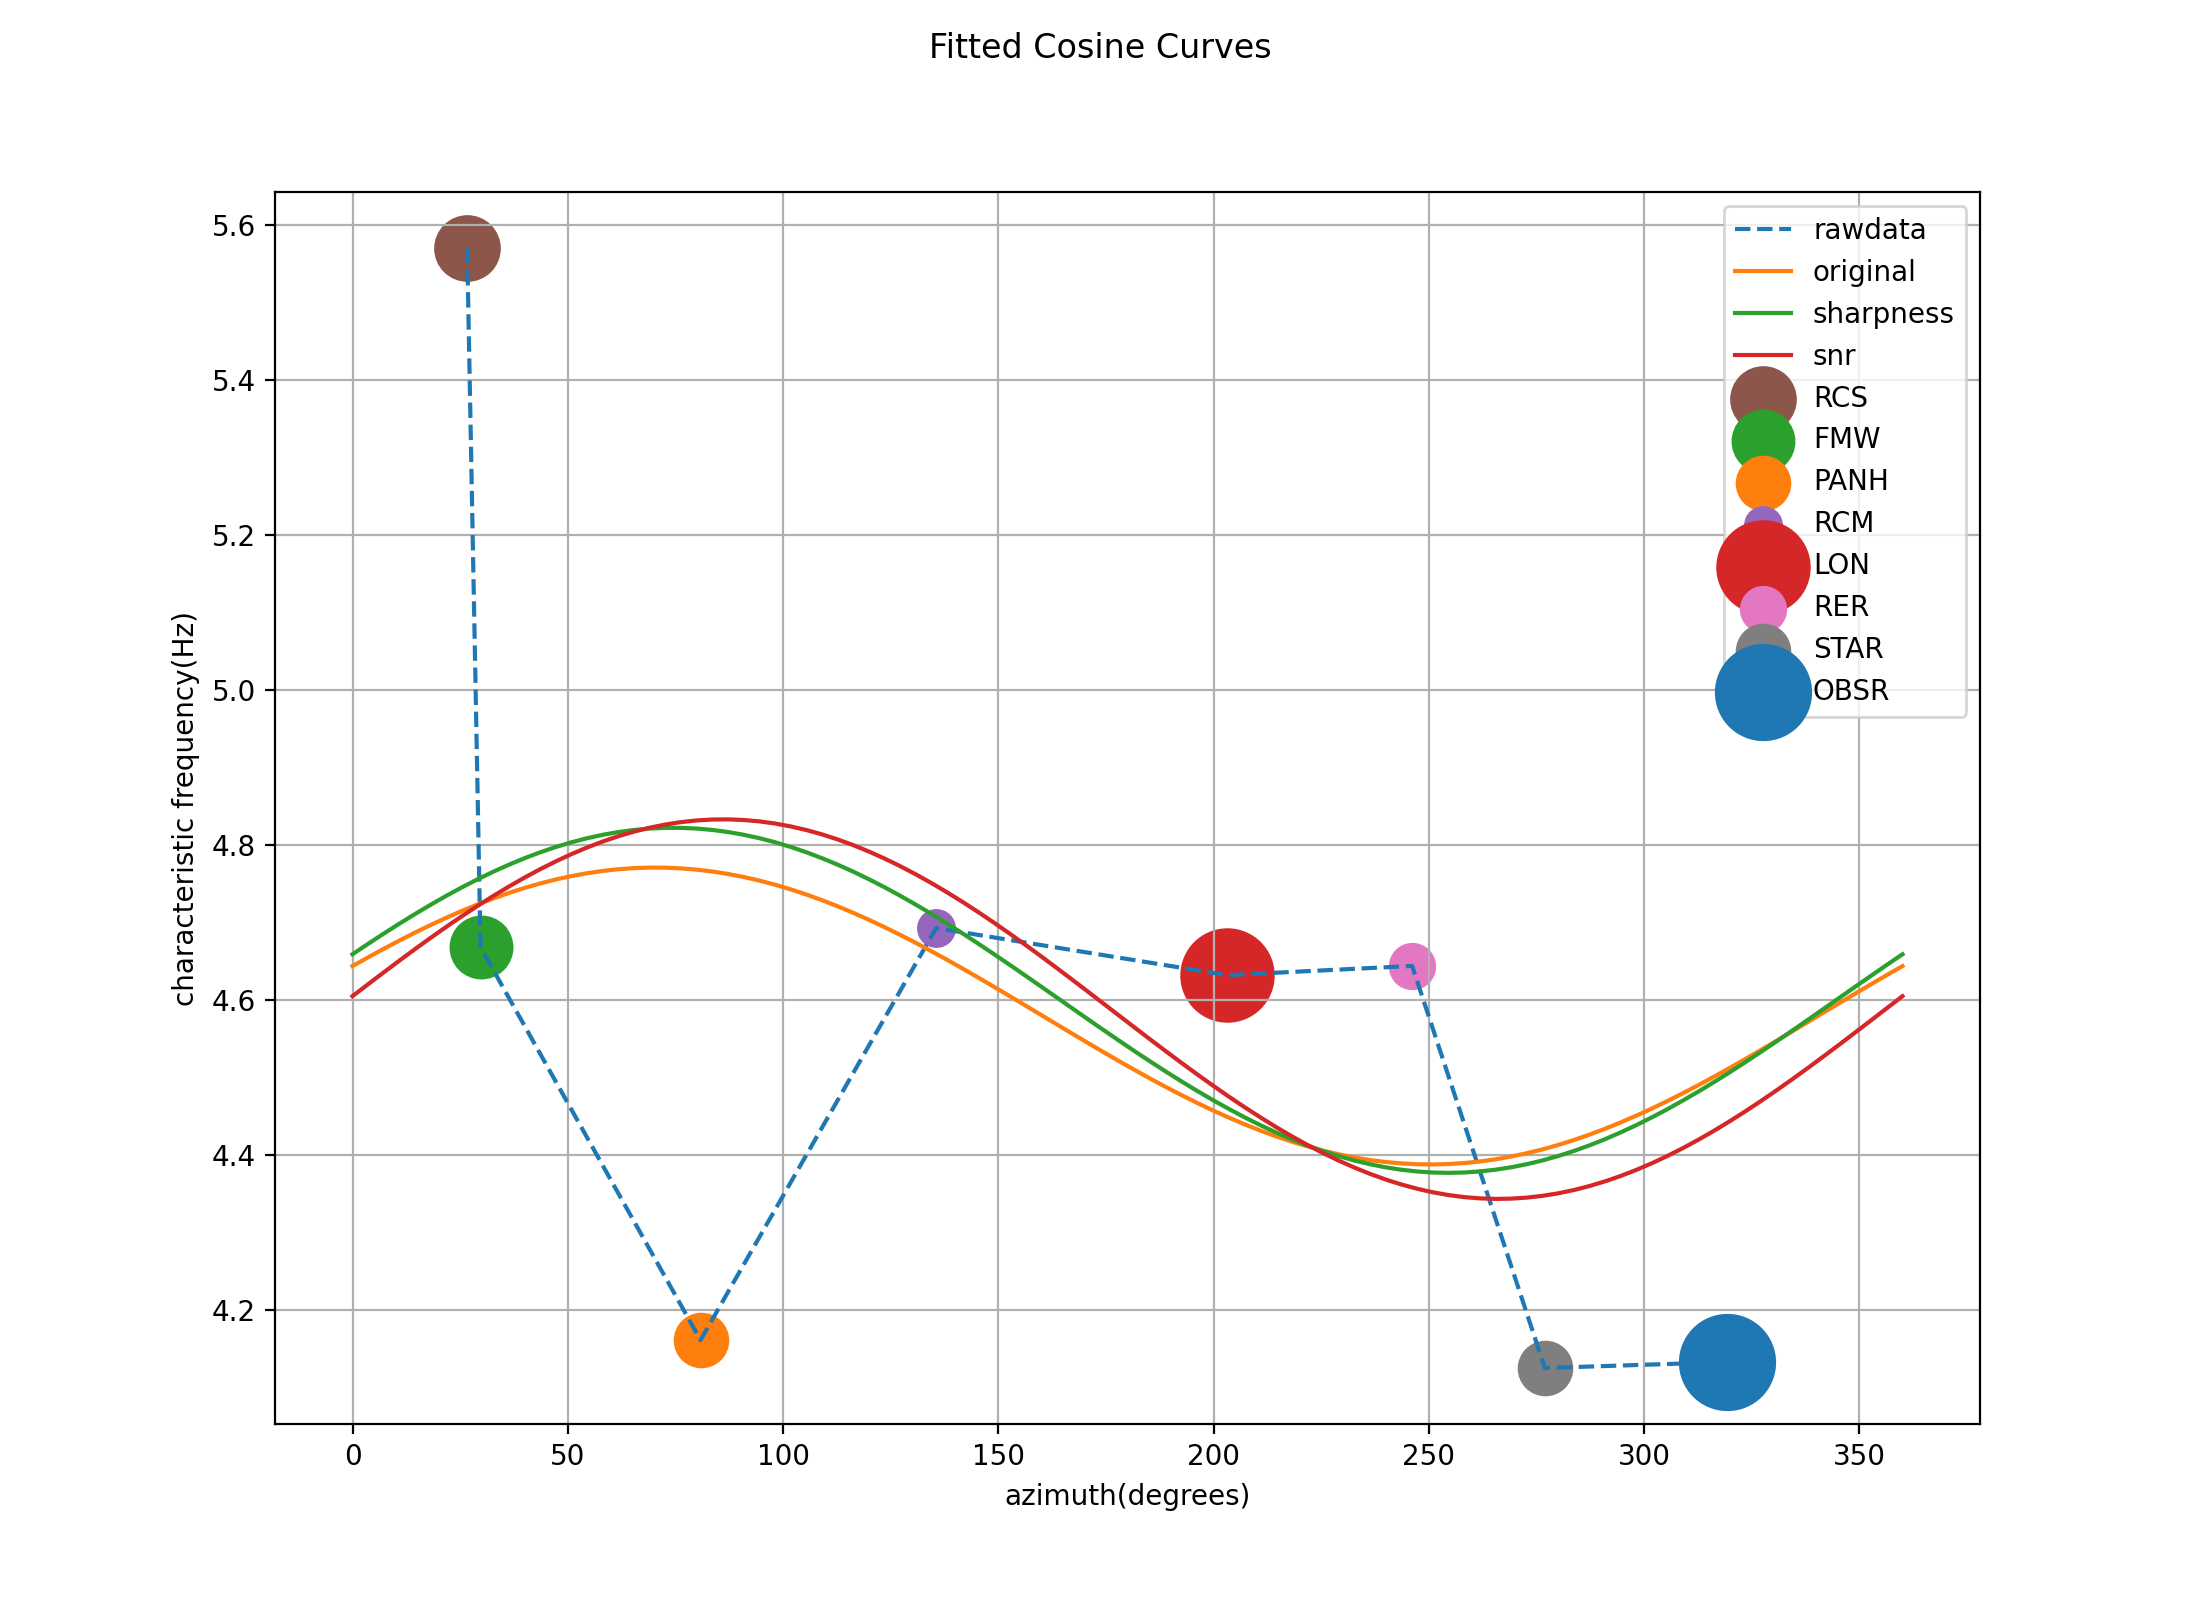 Fitted Cosine Curves
characteristic frequency(Hz)
5.6
5.4
5.2
5.0
4.8
4.6
4.4
4.2
rawdata
original
sharpness
snr
RCS
FMW
PANH
RCM
LON
RER
STAR
OBSR
0 50 100 150 200 250 300 350
azimuth(degrees)